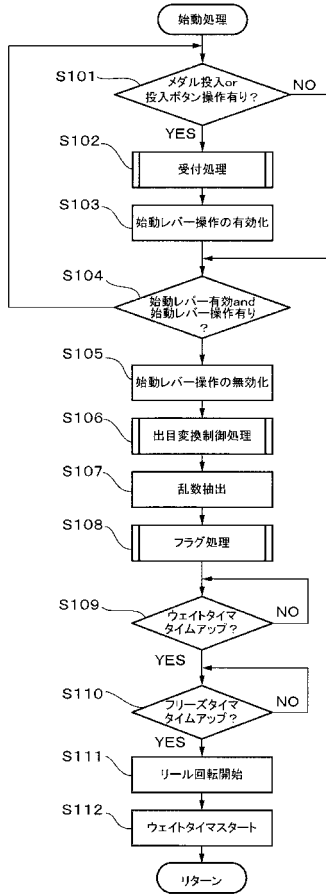 始動処理
S101
メダル投入or
投入ボタン操作有り?
NO
YES
S102
受付処理
S103
始動レバー操作の有効化
S104
始動レバー有効and
始動レバー操作有り
?
S105
始動レバー操作の無効化
S106
出目変換制御処理
S107
乱数抽出
S108
フラグ処理
S109
ウェイトタイマ
タイムアップ?
NO
YES
S110
フリーズタイマ
タイムアップ?
NO
YES
S111
リール回転開始
S112
ウェイトタイマスタート
リターン